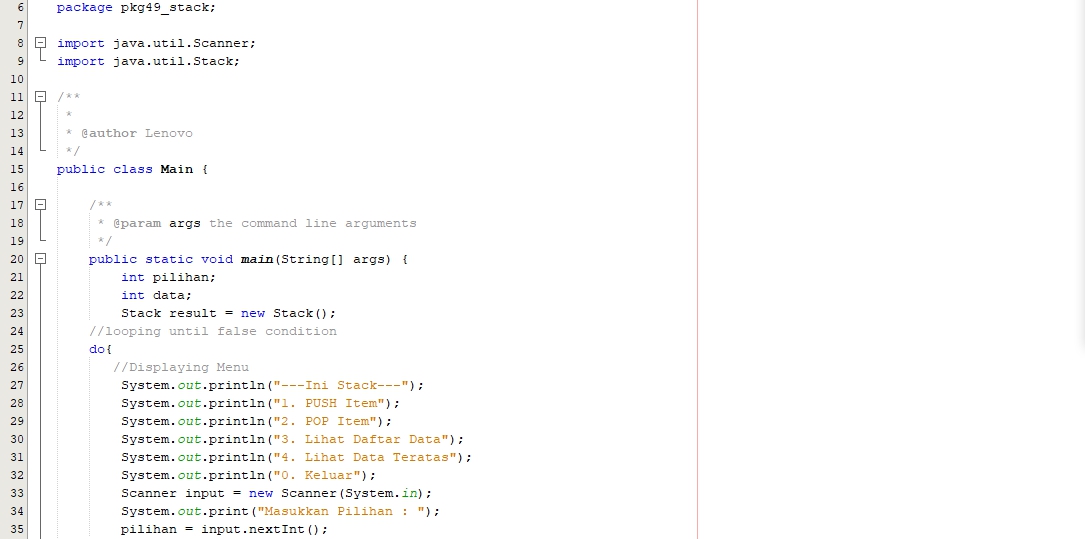 6 package pkg49_stack;
7
8 import java.util.Scanner;
9 import java.util.Stack;
10
11 /**
12  *
13  * @author Lenovo
14  */
15 public class Main {
16
17     /**
18      * @param args the command line arguments
19      */
20     public static void main(String[] args) {
21         int pilihan;
22         int data;
23         Stack result = new Stack();
24     //looping until false condition
25     do{
26        //Displaying Menu
27         System.out.println("---Ini Stack---");
28         System.out.println("1. PUSH Item");
29         System.out.println("2. POP Item");
30         System.out.println("3. Lihat Daftar Data");
31         System.out.println("4. Lihat Data Teratas");
32         System.out.println("0. Keluar");
33         Scanner input = new Scanner(System.in);
34         System.out.print("Masukkan Pilihan : ");
35         pilihan = input.nextInt();